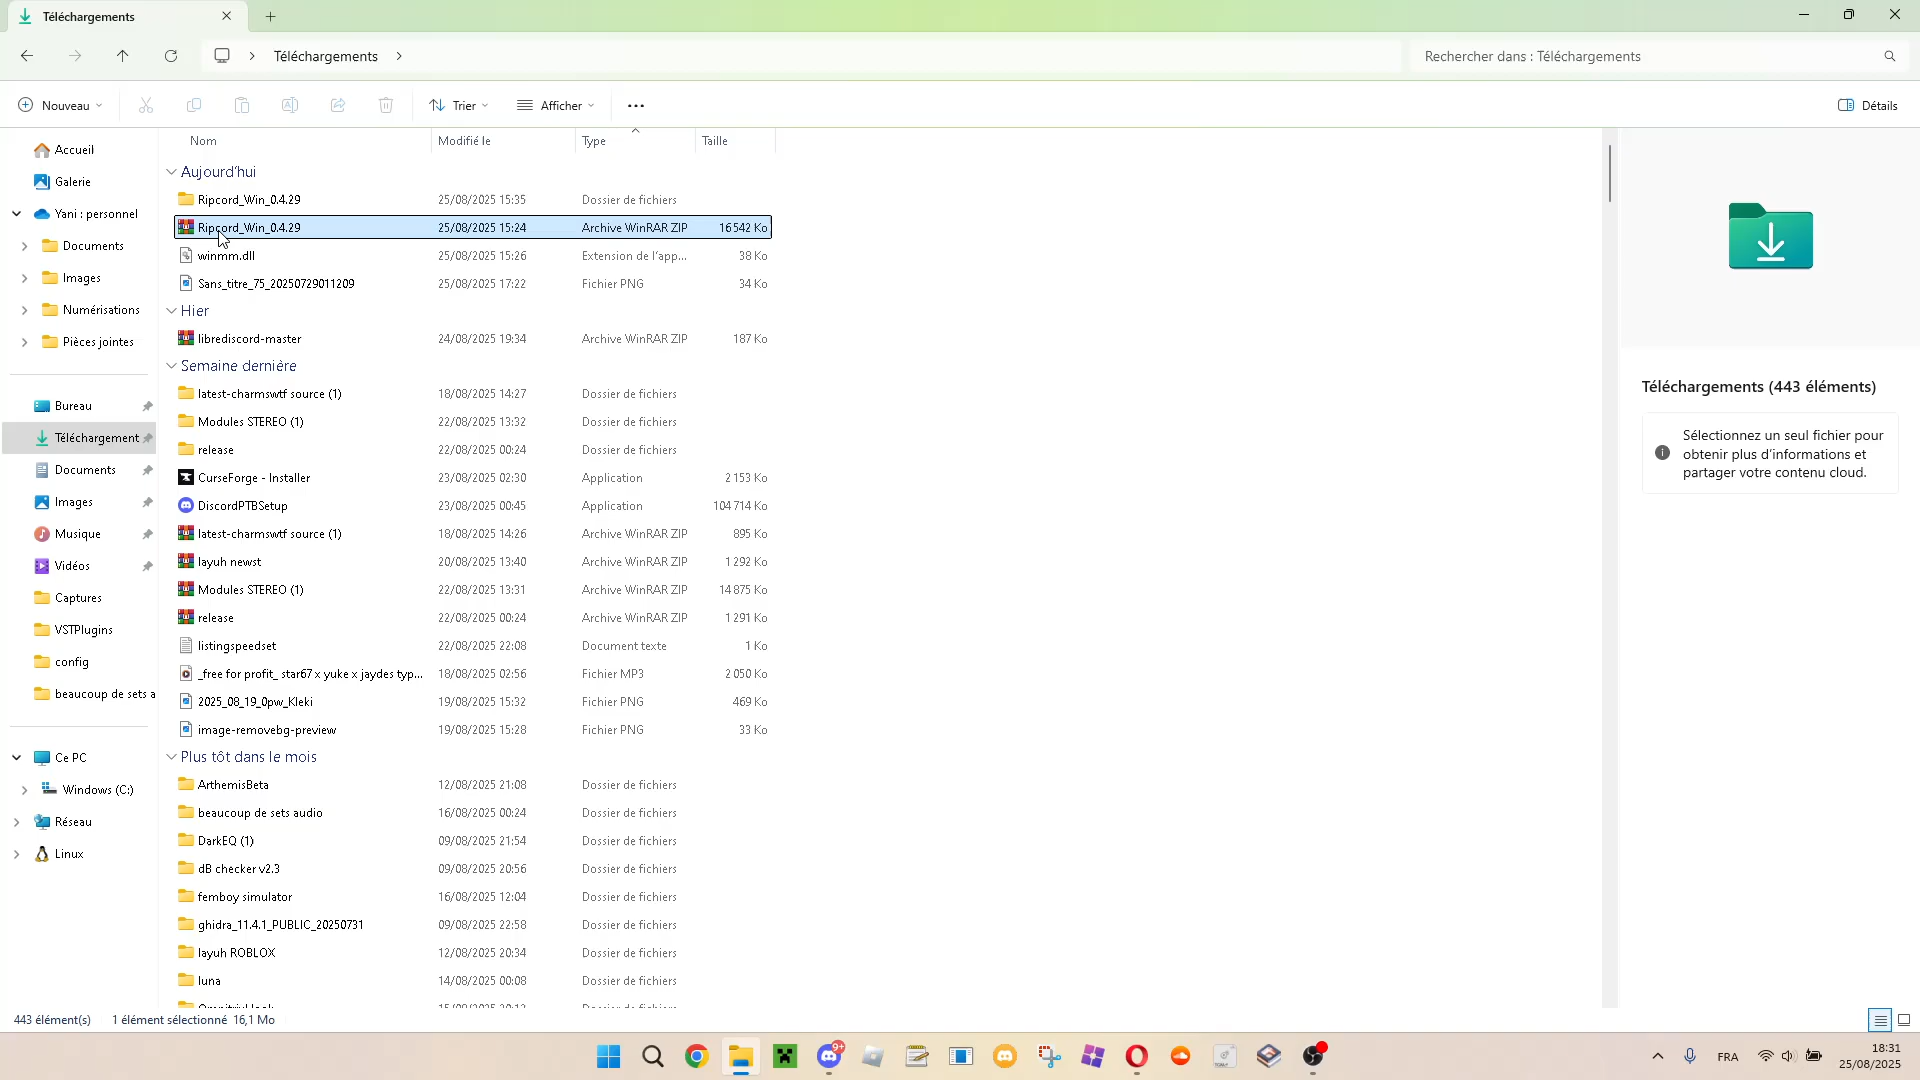 Téléchargements
Téléchargements
Rechercher dans : Téléchargements
Nouveau
Trier
Afficher
Détails
Nom Modifié le Type Taille
Accueil
Galerie
Yani : personnel
Documents
Images
Numérisations
Pièces jointes
Bureau
Téléchargement
Documents
Images
Musique
Vidéos
Captures
VSTPlugins
config
beaucoup de sets a
Ce PC
Windows (C:)
Réseau
Linux
Aujourd'hui
Ripcord_Win_0.4.29 25/08/2025 15:35 Dossier de fichiers
Ripcord_Win_0.4.29 25/08/2025 15:24 Archive WinRAR ZIP 16 542 Ko
winmm.dll 25/08/2025 15:26 Extension de l'app... 38 Ko
Sans_titre_75_20250729011209 25/08/2025 17:22 Fichier PNG 34 Ko
Hier
librediscord-master 24/08/2025 19:34 Archive WinRAR ZIP 187 Ko
Semaine dernière
latest-charmswtf source (1) 18/08/2025 14:27 Dossier de fichiers
Modules STEREO (1) 22/08/2025 13:32 Dossier de fichiers
release 22/08/2025 00:24 Dossier de fichiers
CurseForge - Installer 23/08/2025 02:30 Application 2 153 Ko
DiscordPTBSetup 23/08/2025 00:45 Application 104 714 Ko
latest-charmswtf source (1) 18/08/2025 14:26 Archive WinRAR ZIP 895 Ko
layuh newst 20/08/2025 13:40 Archive WinRAR ZIP 1 292 Ko
Modules STEREO (1) 22/08/2025 13:31 Archive WinRAR ZIP 14 875 Ko
release 22/08/2025 00:24 Archive WinRAR ZIP 1 291 Ko
listingspeedset 22/08/2025 22:08 Document texte 1 Ko
_free for profit_ star67 x yuke x jaydes typ... 18/08/2025 02:56 Fichier MP3 2 050 Ko
2025_08_19_0pw_Kleki 19/08/2025 15:32 Fichier PNG 469 Ko
image-removebg-preview 19/08/2025 15:28 Fichier PNG 33 Ko
Plus tôt dans le mois
ArthemisBeta 12/08/2025 21:08 Dossier de fichiers
beaucoup de sets audio 16/08/2025 00:24 Dossier de fichiers
DarkEQ (1) 09/08/2025 21:54 Dossier de fichiers
dB checker v2.3 09/08/2025 20:56 Dossier de fichiers
femboy simulator 16/08/2025 12:04 Dossier de fichiers
ghidra_11.4.1_PUBLIC_20250731 09/08/2025 22:58 Dossier de fichiers
layuh ROBLOX 12/08/2025 20:34 Dossier de fichiers
luna 14/08/2025 00:08 Dossier de fichiers
Téléchargements (443 éléments)
Sélectionnez un seul fichier pour
obtenir plus d'informations et
partager votre contenu cloud.
443 élément(s) 1 élément sélectionné 16,1 Mo
9+
FRA
18:31
25/08/2025